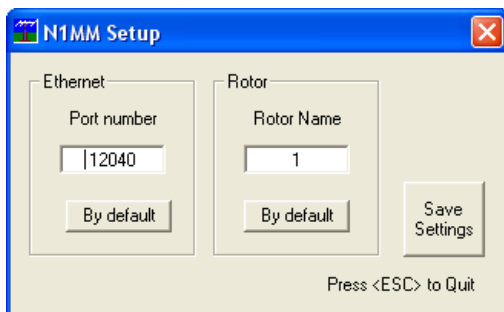 N1MM Setup
Ethernet
Port number
12040
By default
Rotor
Rotor Name
1
By default
Save
Settings
Press <ESC> to Quit